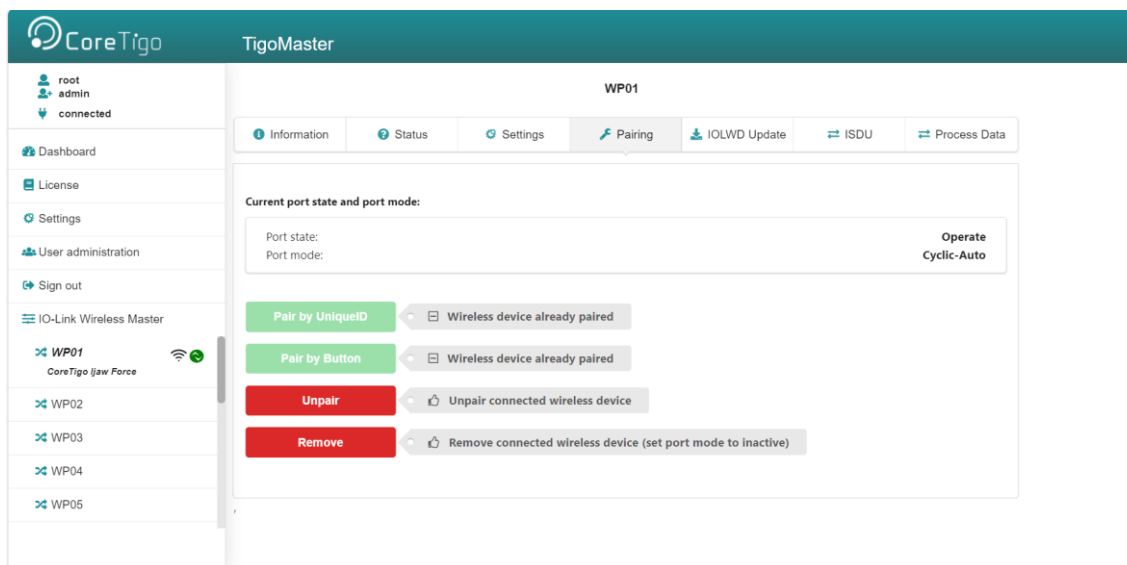 CoreTigo
TigoMaster
root
admin
connected
Dashboard
License
Settings
User administration
Sign out
IO-Link Wireless Master
WP01
CoreTigo Ijaw Force
WP02
WP03
WP04
WP05
WP01
Information
Status
Settings
Pairing
IOLWD Update
ISDU
Process Data
Current port state and port mode:
Port state: Operate
Port mode: Cyclic-Auto
Pair by UniqueID Wireless device already paired
Pair by Button Wireless device already paired
Unpair Unpair connected wireless device
Remove Remove connected wireless device (set port mode to inactive)
,